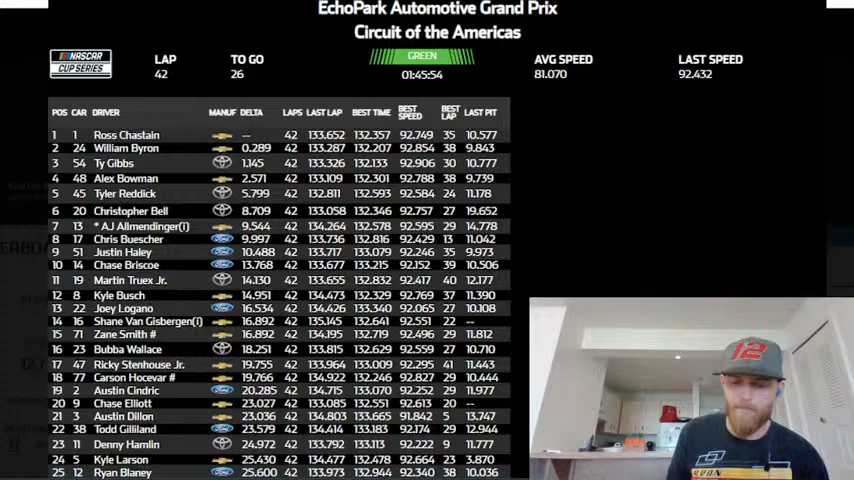 EchoPark Automotive Grand Prix
Circuit of the Americas
NASCAR CUP SERIES LAP TO GO GREEN AVG SPEED LAST SPEED
42 26 01:45:54 81.070 92.432
POS CAR DRIVER MANUF DELTA LAPS LAST LAP BEST TIME BEST SPEED BEST LAP LAST PIT
1 1 Ross Chastain -- 42 133.652 132.357 92.749 35 10.577
2 24 William Byron 0.289 42 133.287 132.207 92.854 38 9.843
3 54 Ty Gibbs 1.145 42 133.326 132.133 92.906 30 10.777
4 48 Alex Bowman 2.571 42 133.109 132.301 92.788 38 9.739
5 45 Tyler Reddick 5.799 42 132.811 132.593 92.584 24 11.178
6 20 Christopher Bell 8.709 42 133.058 132.346 92.757 27 19.652
7 13 * AJ Allmendinger(i) 9.544 42 134.264 132.578 92.595 29 14.778
8 17 Chris Buescher 9.997 42 133.736 132.816 92.429 13 11.042
9 51 Justin Haley 10.488 42 133.717 133.079 92.246 35 9.973
10 14 Chase Briscoe 13.768 42 133.677 133.215 92.152 39 10.506
11 19 Martin Truex Jr. 14.130 42 133.655 132.832 92.417 40 12.177
12 8 Kyle Busch 14.951 42 134.473 132.329 92.769 37 11.390
13 22 Joey Logano 16.534 42 134.426 133.340 92.065 27 10.108
14 16 Shane Van Gisbergen(i) 16.892 42 135.145 132.641 92.551 22 --
15 71 Zane Smith # 16.892 42 134.195 132.719 92.496 29 11.812
16 23 Bubba Wallace 18.251 42 133.815 132.629 92.559 27 10.710
17 47 Ricky Stenhouse Jr. 19.755 42 133.964 133.009 92.295 41 11.443
18 77 Carson Hocevar # 19.766 42 134.922 132.246 92.827 29 10.444
19 2 Austin Cindric 20.285 42 134.715 133.070 92.252 29 11.977
20 9 Chase Elliott 23.027 42 133.085 132.551 92.613 20 --
21 3 Austin Dillon 23.036 42 134.803 133.665 91.842 5 13.747
22 38 Todd Gilliland 23.579 42 134.414 133.183 92.174 29 12.944
23 11 Denny Hamlin 24.972 42 133.792 133.113 92.222 9 11.777
24 5 Kyle Larson 25.430 42 134.477 132.478 92.664 23 3.870
25 12 Ryan Blaney 25.600 42 133.973 132.944 92.340 38 10.036
12